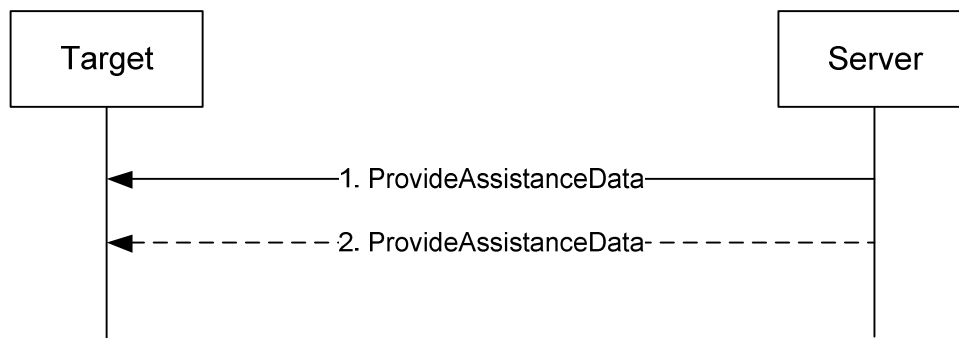 Target
Server
1. ProvideAssistanceData
2. ProvideAssistanceData